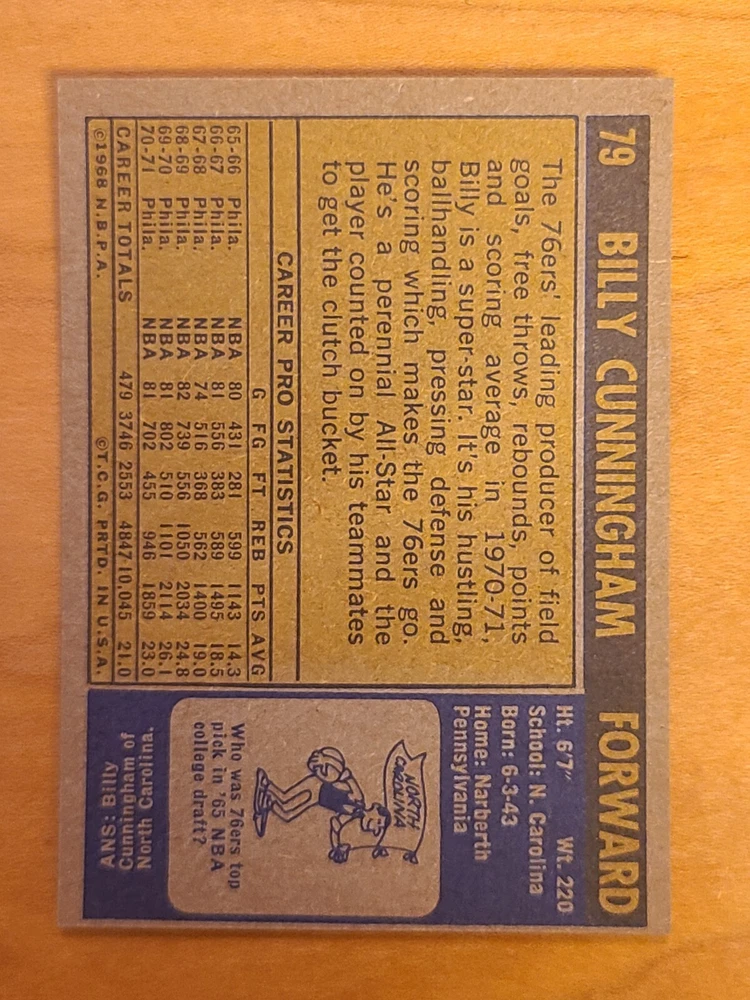 79 BILLY CUNNINGHAM FORWARD
The 76ers' leading producer of field
goals, free throws, rebounds, points
and scoring average in 1970-71,
Billy is a super-star. It's his hustling,
ballhandling, pressing defense and
scoring which makes the 76ers go.
He's a perennial All-Star and the
player counted on by his teammates
to get the clutch bucket.
CAREER PRO STATISTICS
G FG FT REB PTS AVG
65-66 Phila. NBA 80 431 281 599 1143 14.3
66-67 Phila. NBA 81 556 383 589 1495 18.5
67-68 Phila. NBA 74 516 368 562 1400 19.0
68-69 Phila. NBA 82 739 556 1050 2034 24.8
69-70 Phila. NBA 81 802 510 1101 2114 26.1
70-71 Phila. NBA 81 702 455 946 1859 23.0
CAREER TOTALS 479 3746 2553 4847 10,045 21.0
©1968 N.B.P.A. ©T.C.G. PRTD. IN U.S.A.
Ht. 6'7" Wt. 220
School: N. Carolina
Born: 6-3-43
Home: Narberth
Pennsylvania
NORTH
CAROLINA
Who was 76ers top
pick in '65 NBA
college draft?
ANS: Billy
Cunningham of
North Carolina.